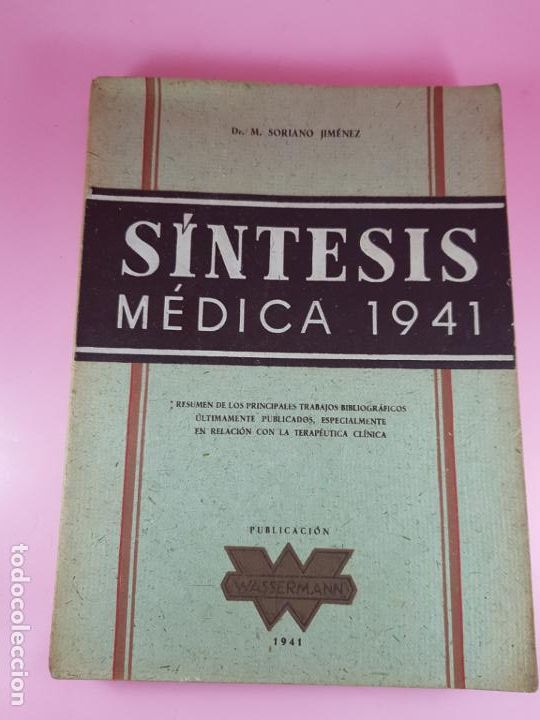 Dr. M. SORIANO JIMÉNEZ
SÍNTESIS
MÉDICA 1941
RESUMEN DE LOS PRINCIPALES TRABAJOS BIBLIOGRÁFICOS
ÚLTIMAMENTE PUBLICADOS, ESPECIALMENTE
EN RELACIÓN CON LA TERAPÉUTICA CLÍNICA
PUBLICACIÓN
WASSERMANN
1941
todocoleccion